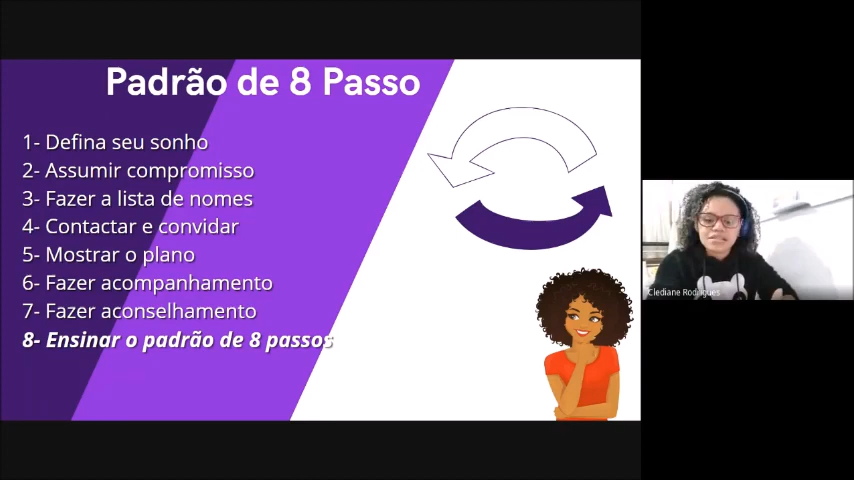 Padrão de 8 Passo
1- Defina seu sonho
2- Assumir compromisso
3- Fazer a lista de nomes
4- Contactar e convidar
5- Mostrar o plano
6- Fazer acompanhamento
7- Fazer aconselhamento
8- Ensinar o padrão de 8 passos
Clediane Rodrigues